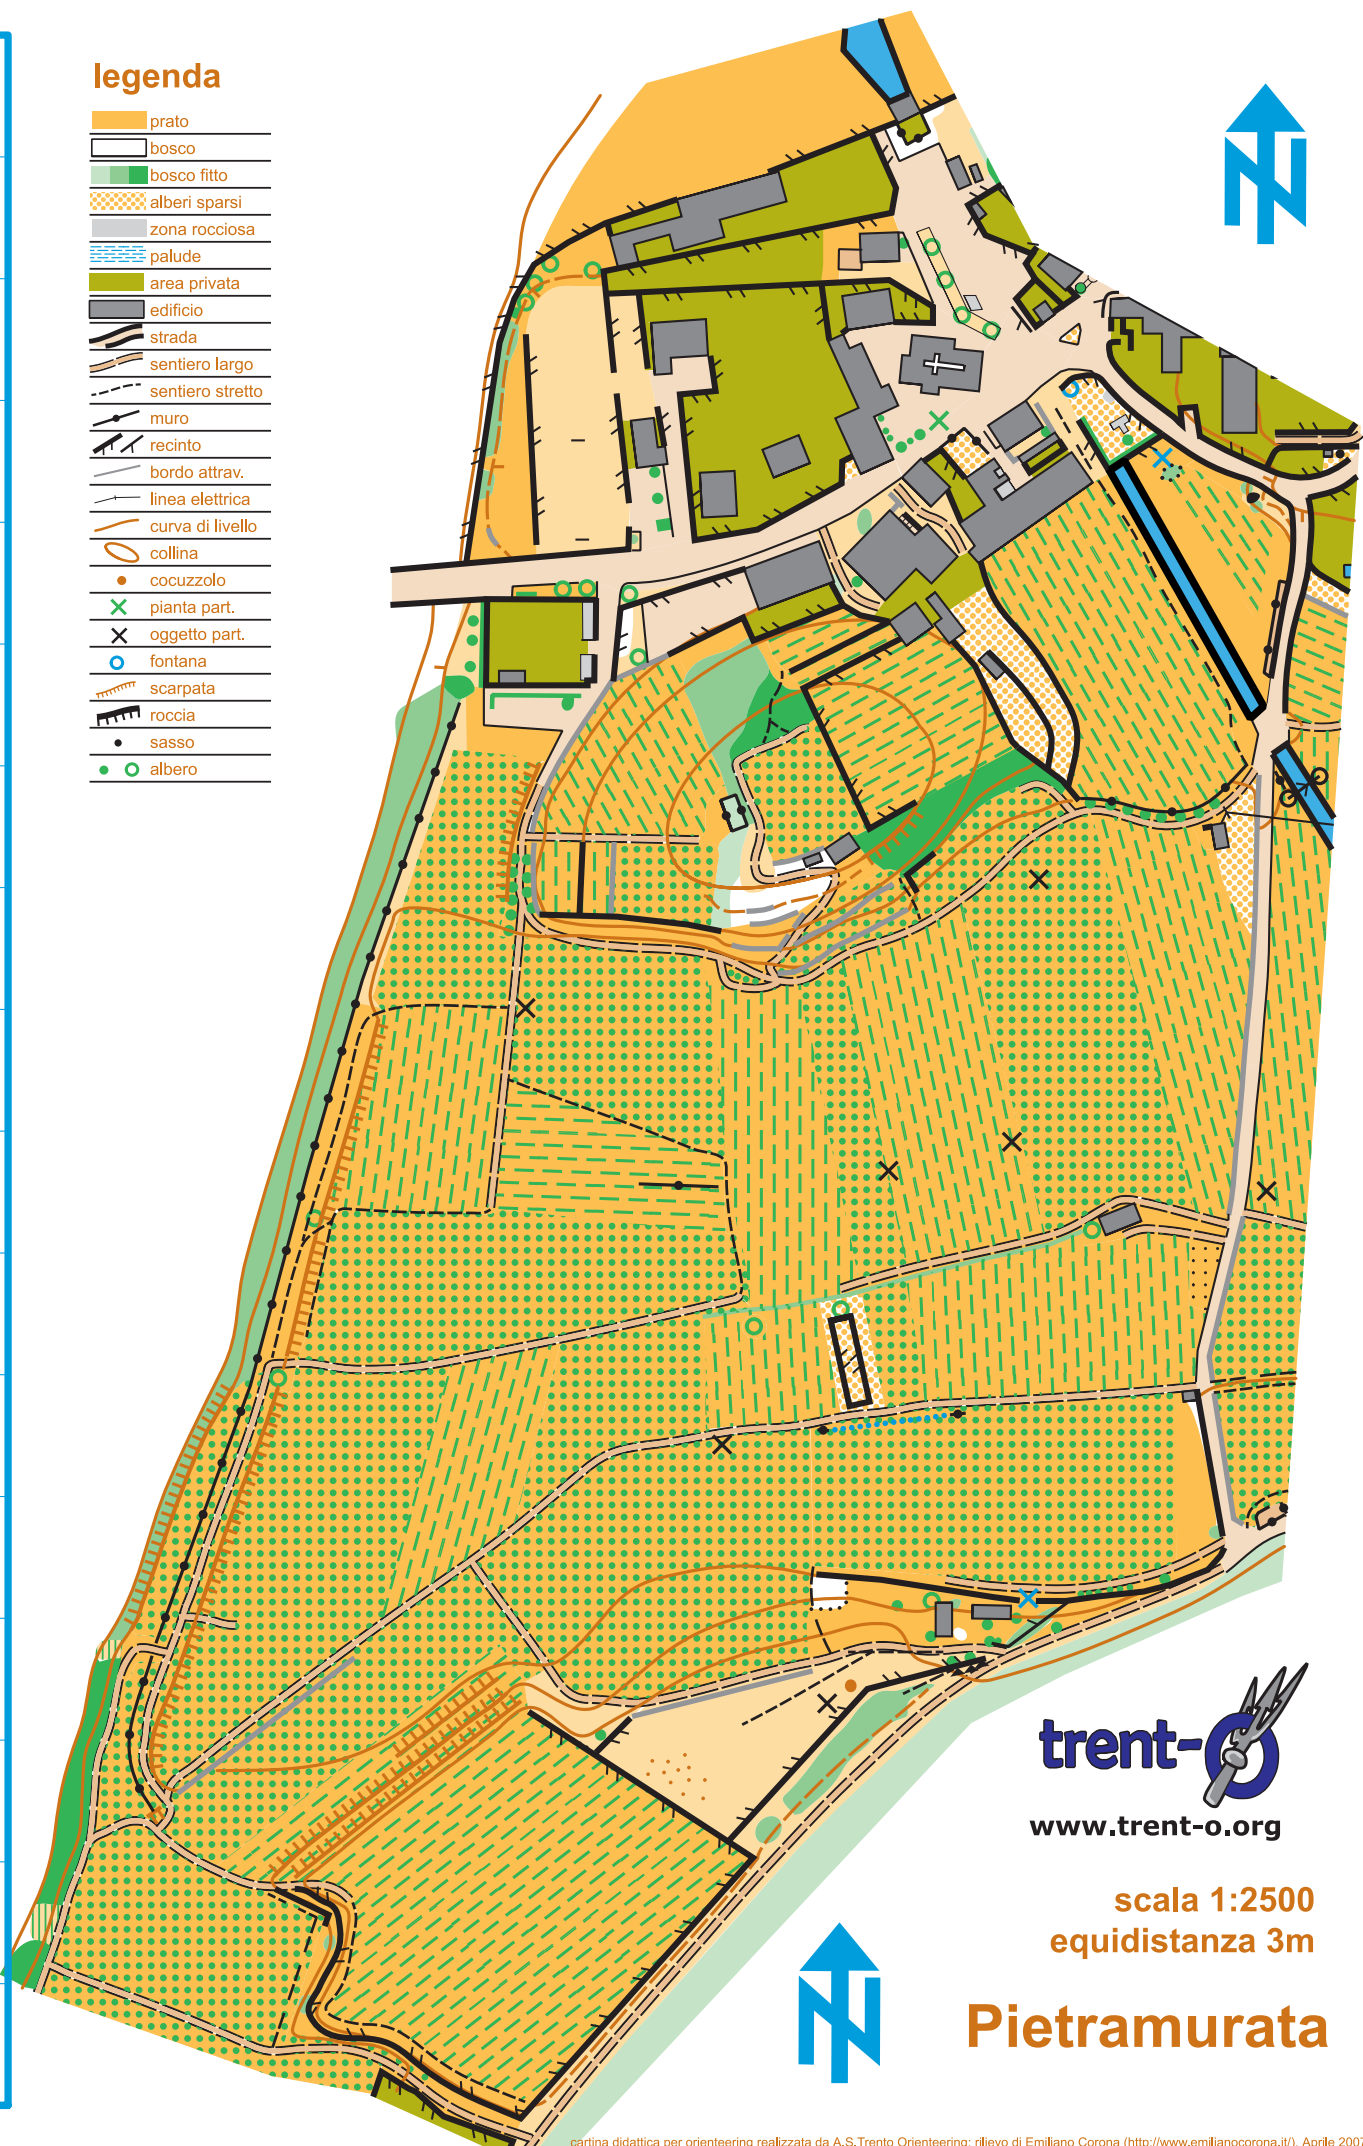 legenda
prato
bosco
bosco fitto
alberi sparsi
zona rocciosa
palude
area privata
edificio
strada
sentiero largo
sentiero stretto
muro
recinto
bordo attrav.
linea elettrica
curva di livello
collina
cocuzzolo
pianta part.
oggetto part.
fontana
scarpata
roccia
sasso
albero
N
trent-O
www.trent-o.org
scala 1:2500
equidistanza 3m
N
Pietramurata
cartina didattica per orienteering realizzata da A.S.Trento Orienteering; rilievo di Emiliano Corona (http://www.emilianocorona.it/), Aprile